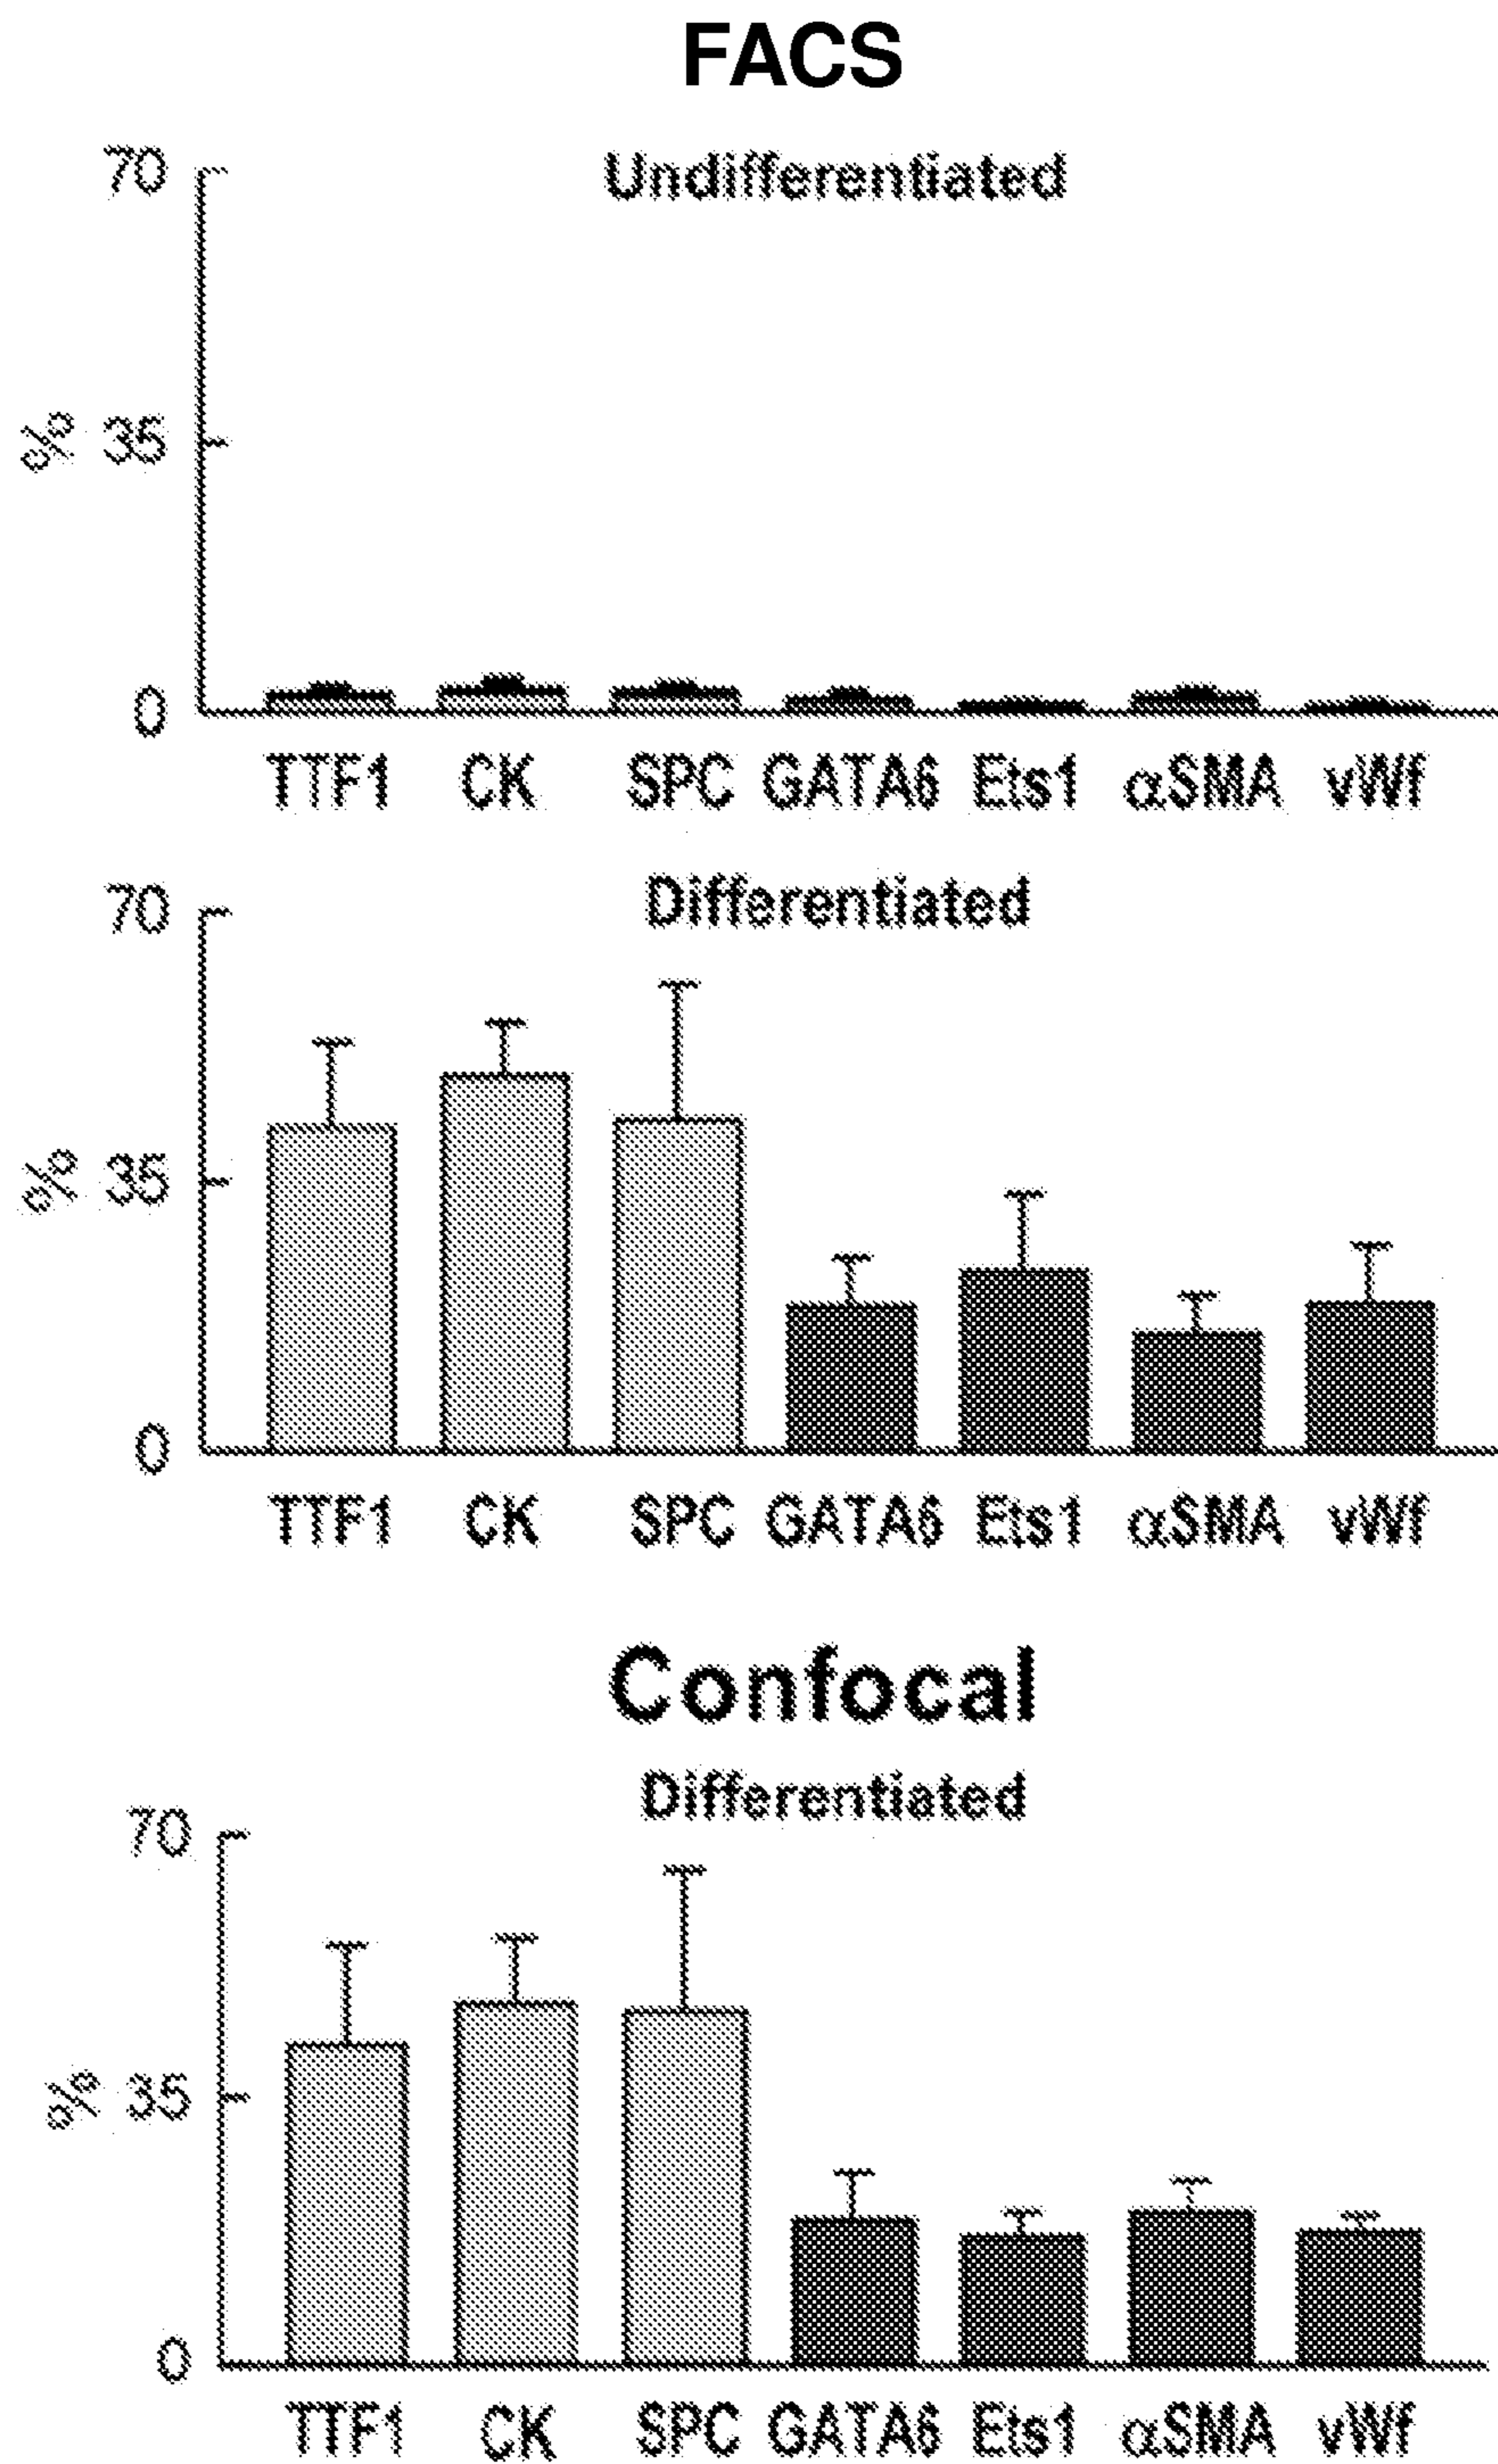 FACS
Undifferentiated
70
% 35
0
TTF1 CK SPC GATA6 Ets1 αSMA vWf
Differentiated
70
% 35
0
TTF1 CK SPC GATA6 Ets1 αSMA vWf
Confocal
Differentiated
70
% 35
0
TTF1 CK SPC GATA6 Ets1 αSMA vWf